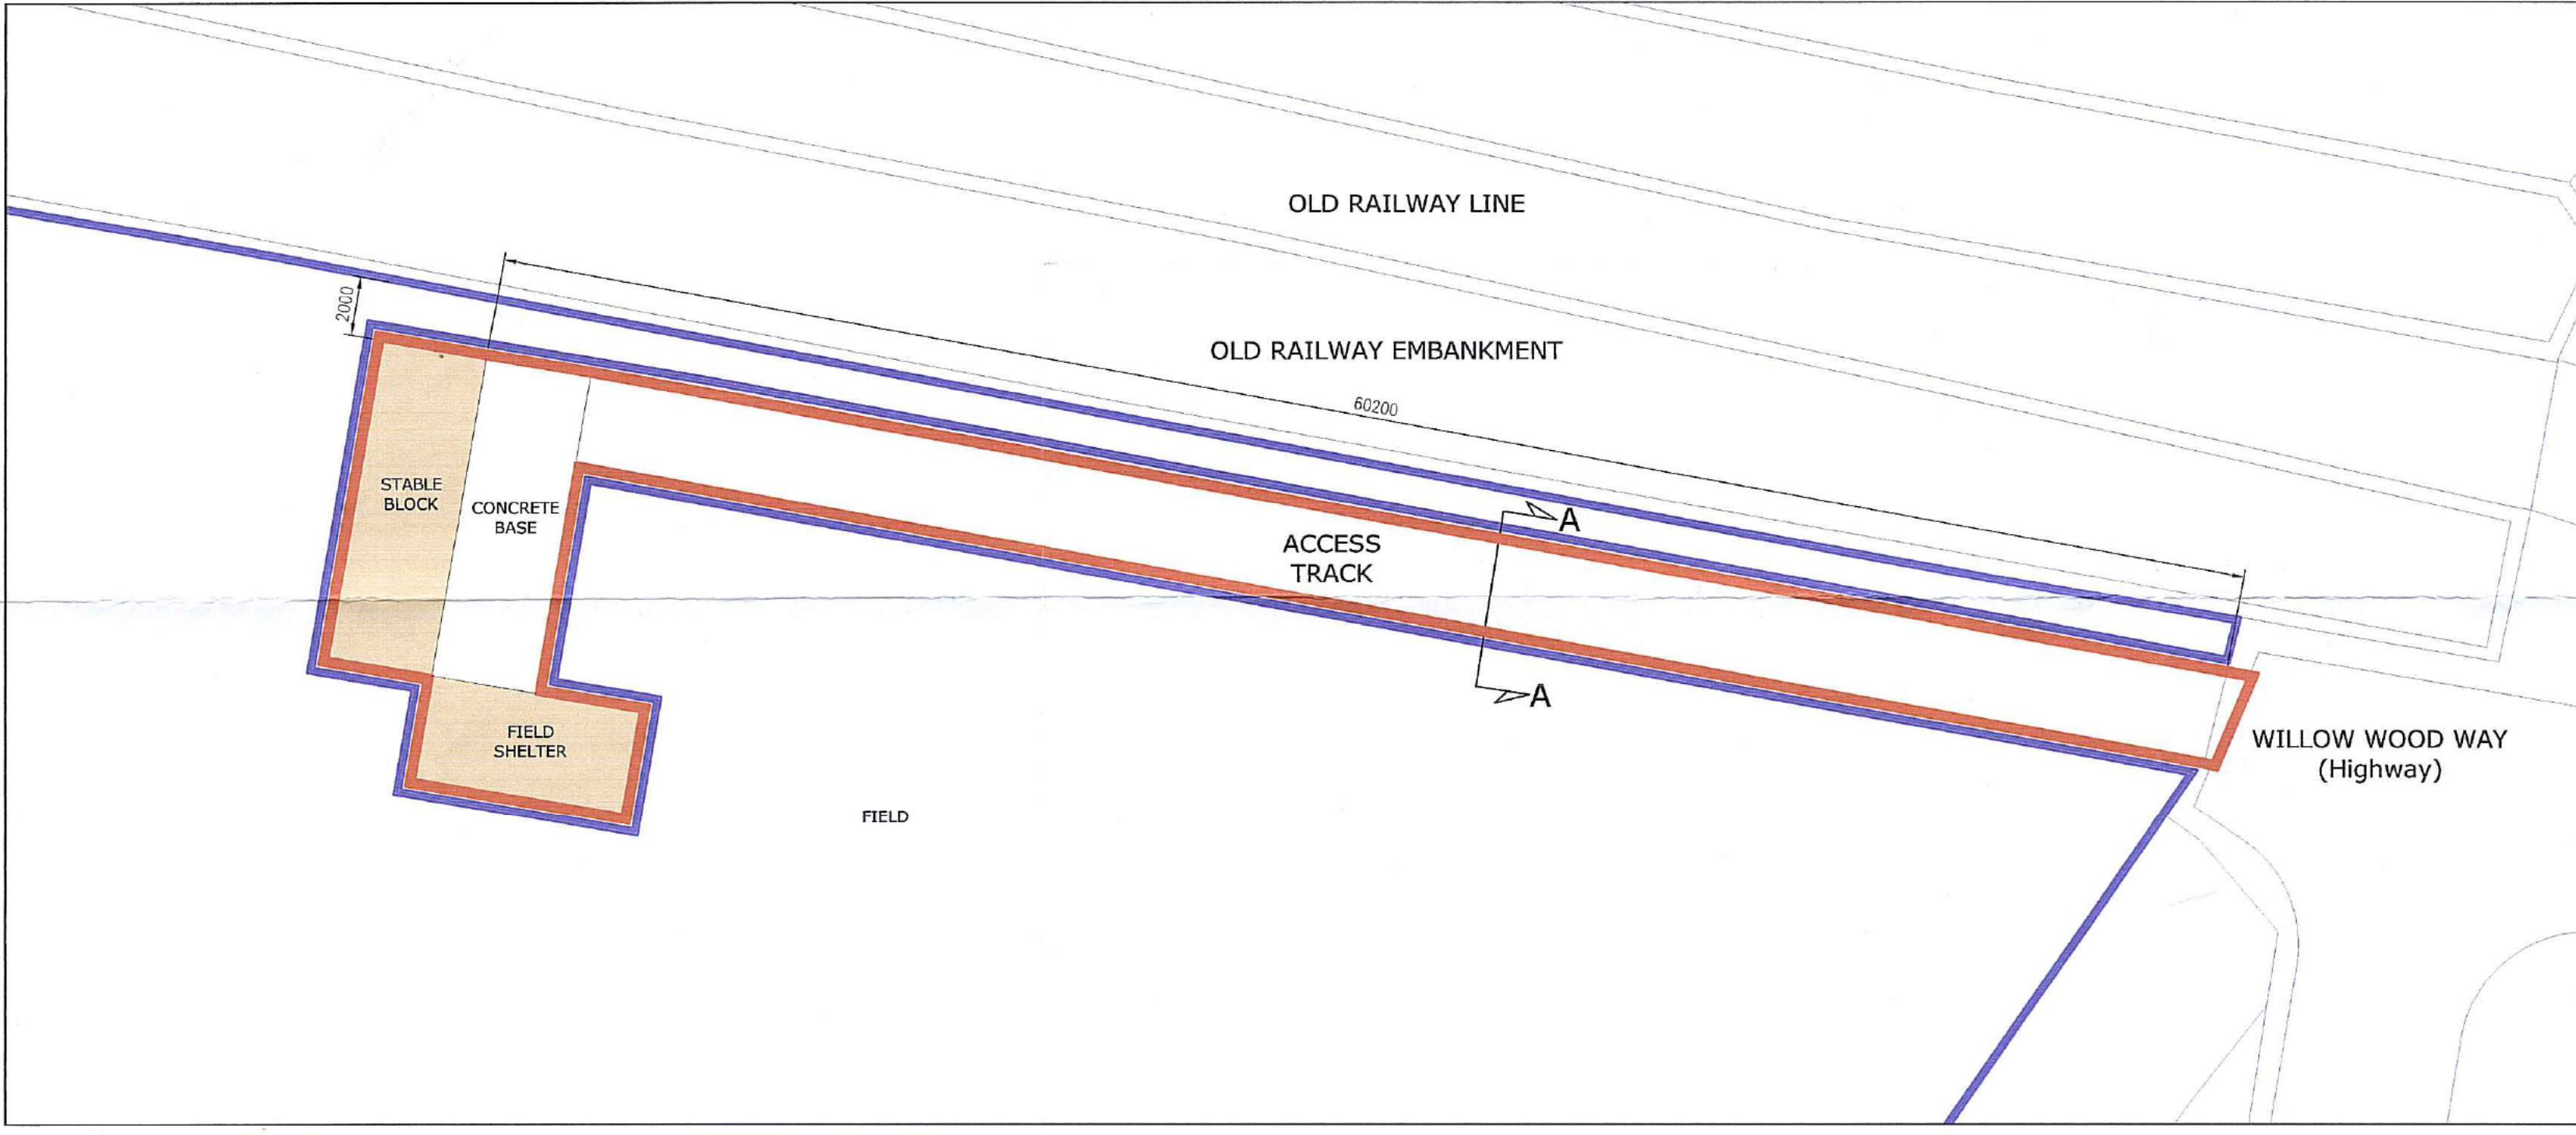 OLD RAILWAY LINE
2000
OLD RAILWAY EMBANKMENT
60200
STABLE
BLOCK
CONCRETE
BASE
A
ACCESS
TRACK
A
FIELD
SHELTER
WILLOW WOOD WAY
(Highway)
FIELD